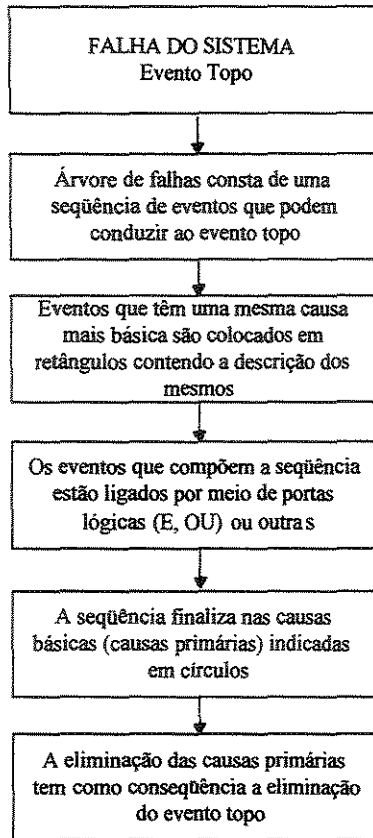 FALHA DO SISTEMA
Evento Topo
Árvore de falhas consta de uma
seqüência de eventos que podem
conduzir ao evento topo
Eventos que têm uma mesma causa
mais básica são colocados em
retângulos contendo a descrição dos
mesmos
Os eventos que compõem a seqüência
estão ligados por meio de portas
lógicas (E, OU) ou outras
A seqüência finaliza nas causas
básicas (causas primárias) indicadas
em círculos
A eliminação das causas primárias
tem como conseqüência a eliminação
do evento topo